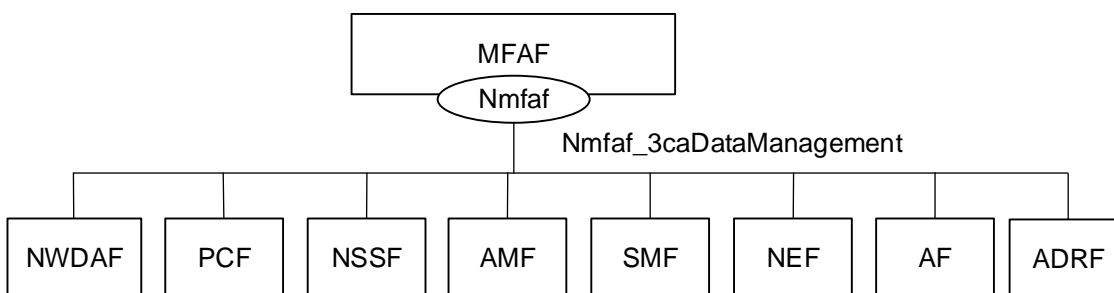 MFAF
Nmfaf
Nmfaf_3caDataManagement
NWDAF PCF NSSF AMF SMF NEF AF ADRF